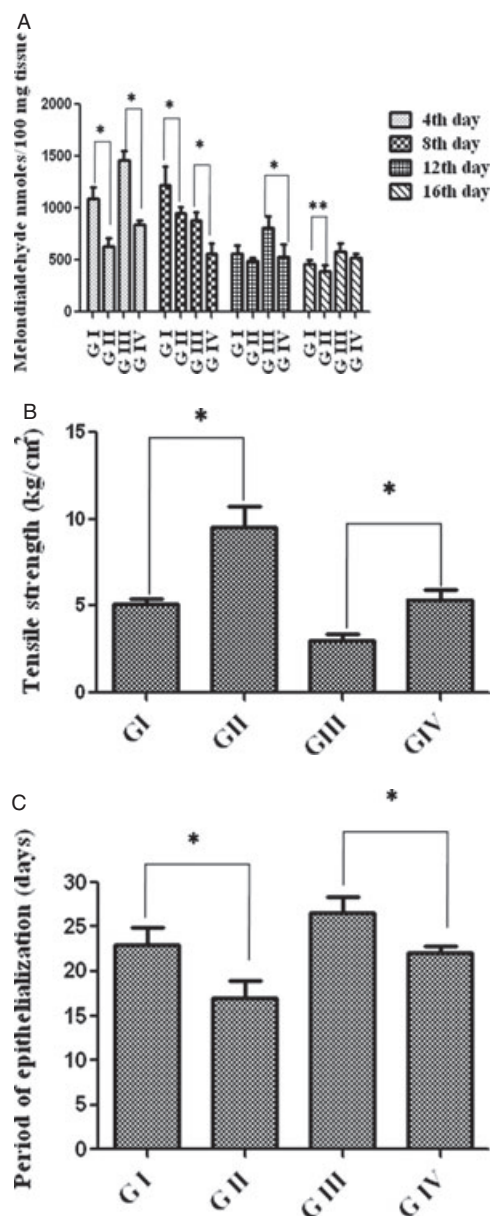 A
Melondialdehyde nmoles/100 mg tissue
2000
1500
1000
500
0
* * * * * **
G I G II G III G IV G I G II G III G IV G I G II G III G IV G I G II G III G IV
4th day
8th day
12th day
16th day
B
Tensile strength (kg/cm²)
15
10
5
0
* *
GI GII GIII GIV
C
Period of epithelialization (days)
30
25
20
15
10
5
0
* *
G I G II G III G IV